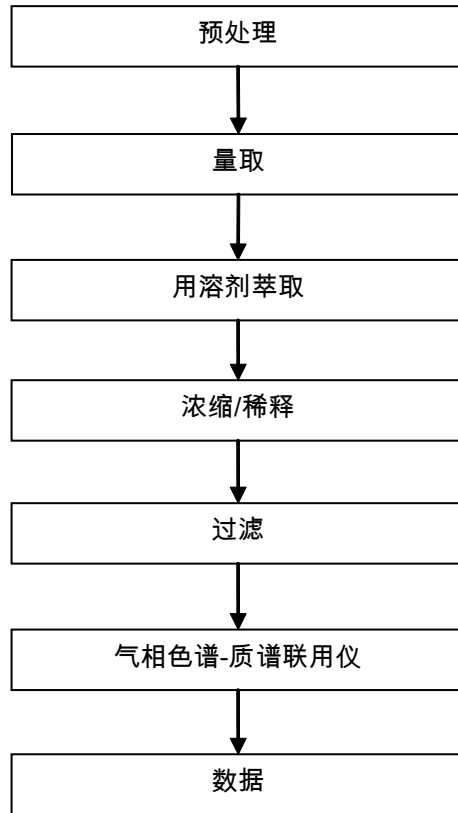 预处理
量取
用溶剂萃取
浓缩/稀释
过滤
气相色谱-质谱联用仪
数据